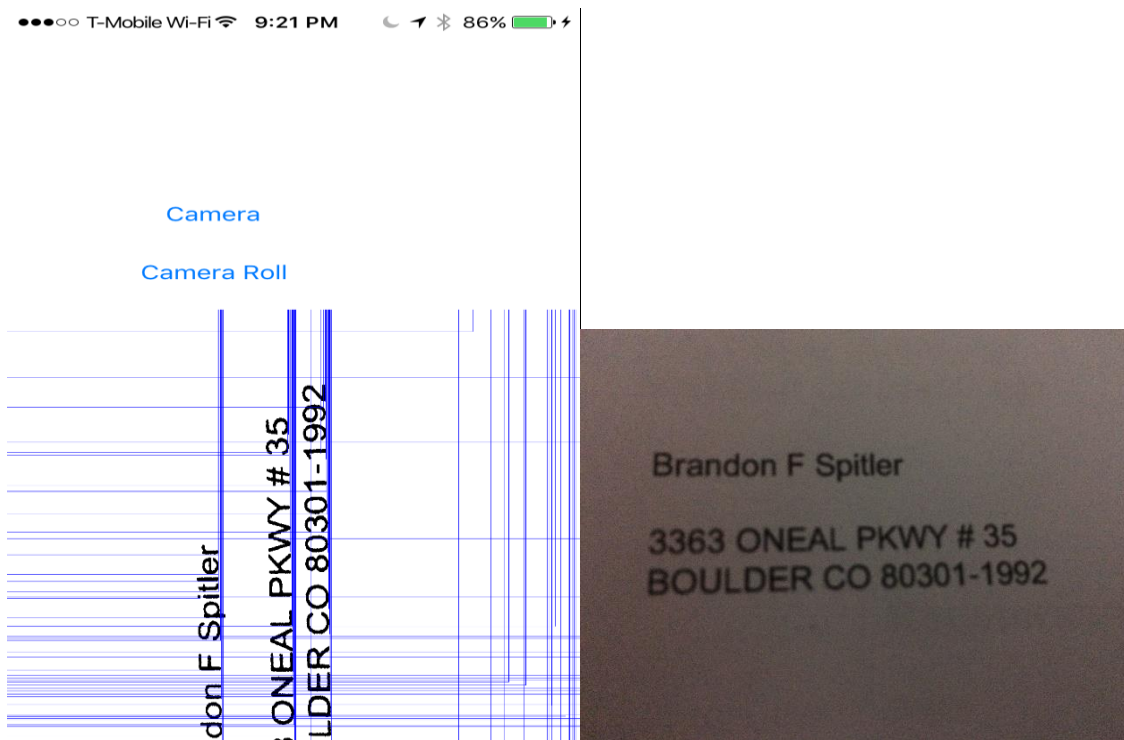 T-Mobile Wi-Fi 9:21 PM 86%
Camera
Camera Roll
don F Spitler
3 ONEAL PKWY # 35
LDER CO 80301-1992
Brandon F Spitler
3363 ONEAL PKWY # 35
BOULDER CO 80301-1992